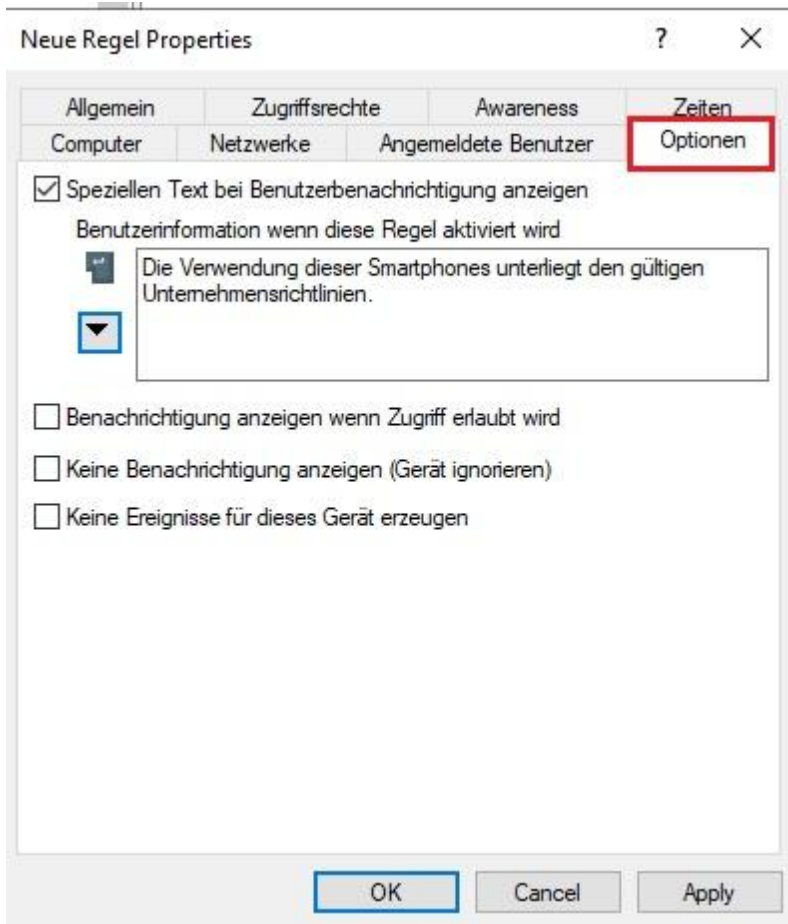 Neue Regel Properties
?
Allgemein Zugriffsrechte Awareness Zeiten
Computer Netzwerke Angemeldete Benutzer Optionen
Speziellen Text bei Benutzerbenachrichtigung anzeigen
Benutzerinformation wenn diese Regel aktiviert wird
Die Verwendung dieser Smartphones unterliegt den gültigen
Unternehmensrichtlinien.
Benachrichtigung anzeigen wenn Zugriff erlaubt wird
Keine Benachrichtigung anzeigen (Gerät ignorieren)
Keine Ereignisse für dieses Gerät erzeugen
OK Cancel Apply